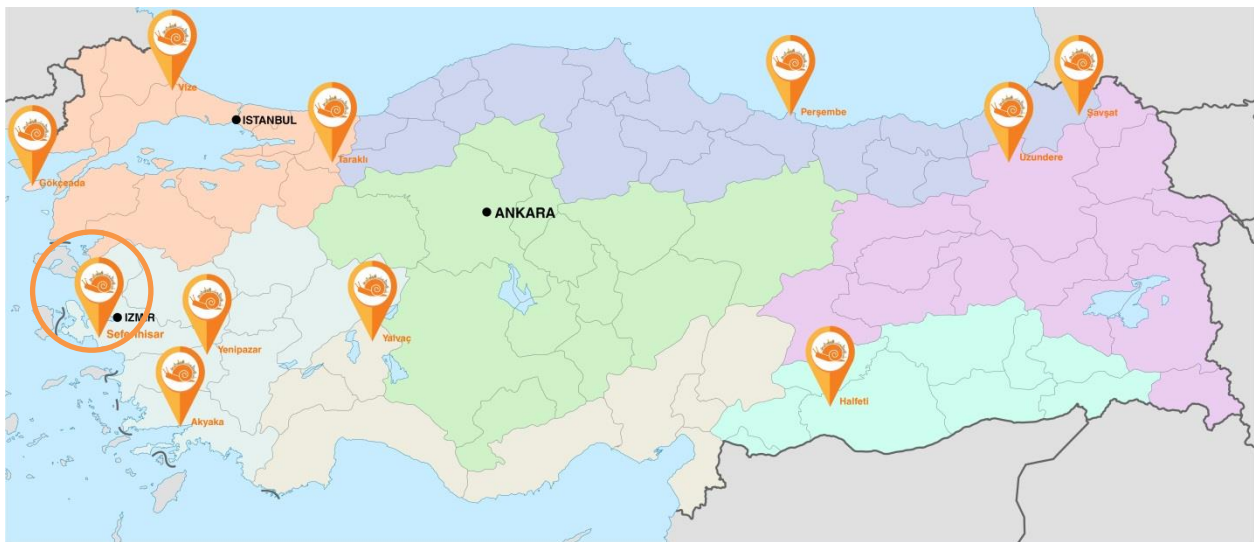 Vize
ISTANBUL
Perşembe
Şavşat
Taraklı
Uzundere
Gökçeada
ANKARA
IZMIR
Seferihisar
Yenipazar
Yalvaç
Halfeti
Akyaka